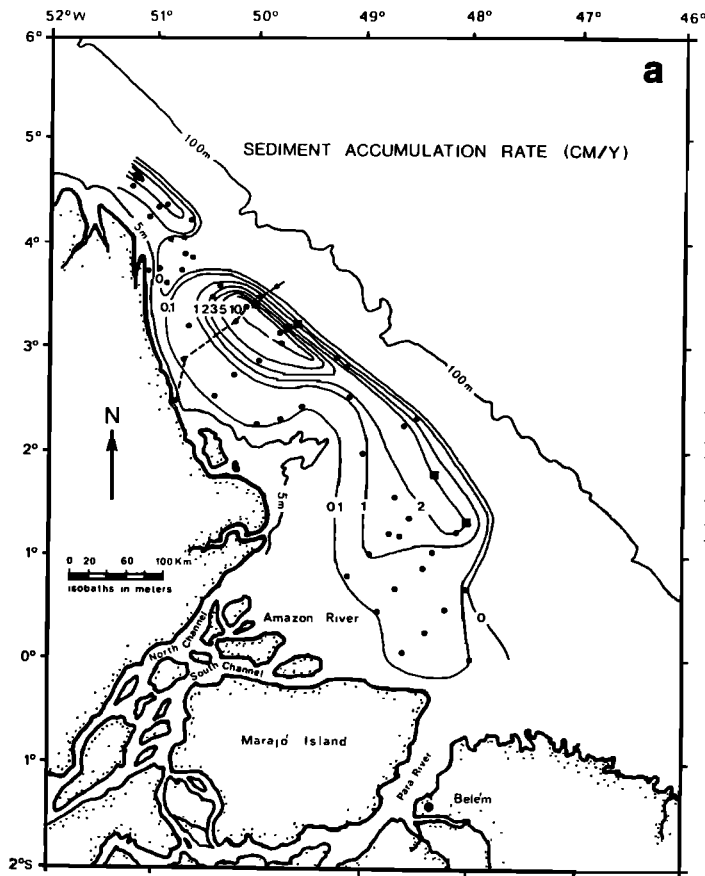 52°W 51° 50° 49° 48° 47° 46°
6°
5°
4°
3°
2°
1°
0°
1°
2°S
a
100m
SEDIMENT ACCUMULATION RATE (CM/Y)
5m
0
0.1 1 2 3 5 10
100m
N
5m
0.1 1 2
0 20 60 100 Km
isobaths in meters
0
Amazon River
North Channel
South Channel
Marajó Island
Para River
Belém